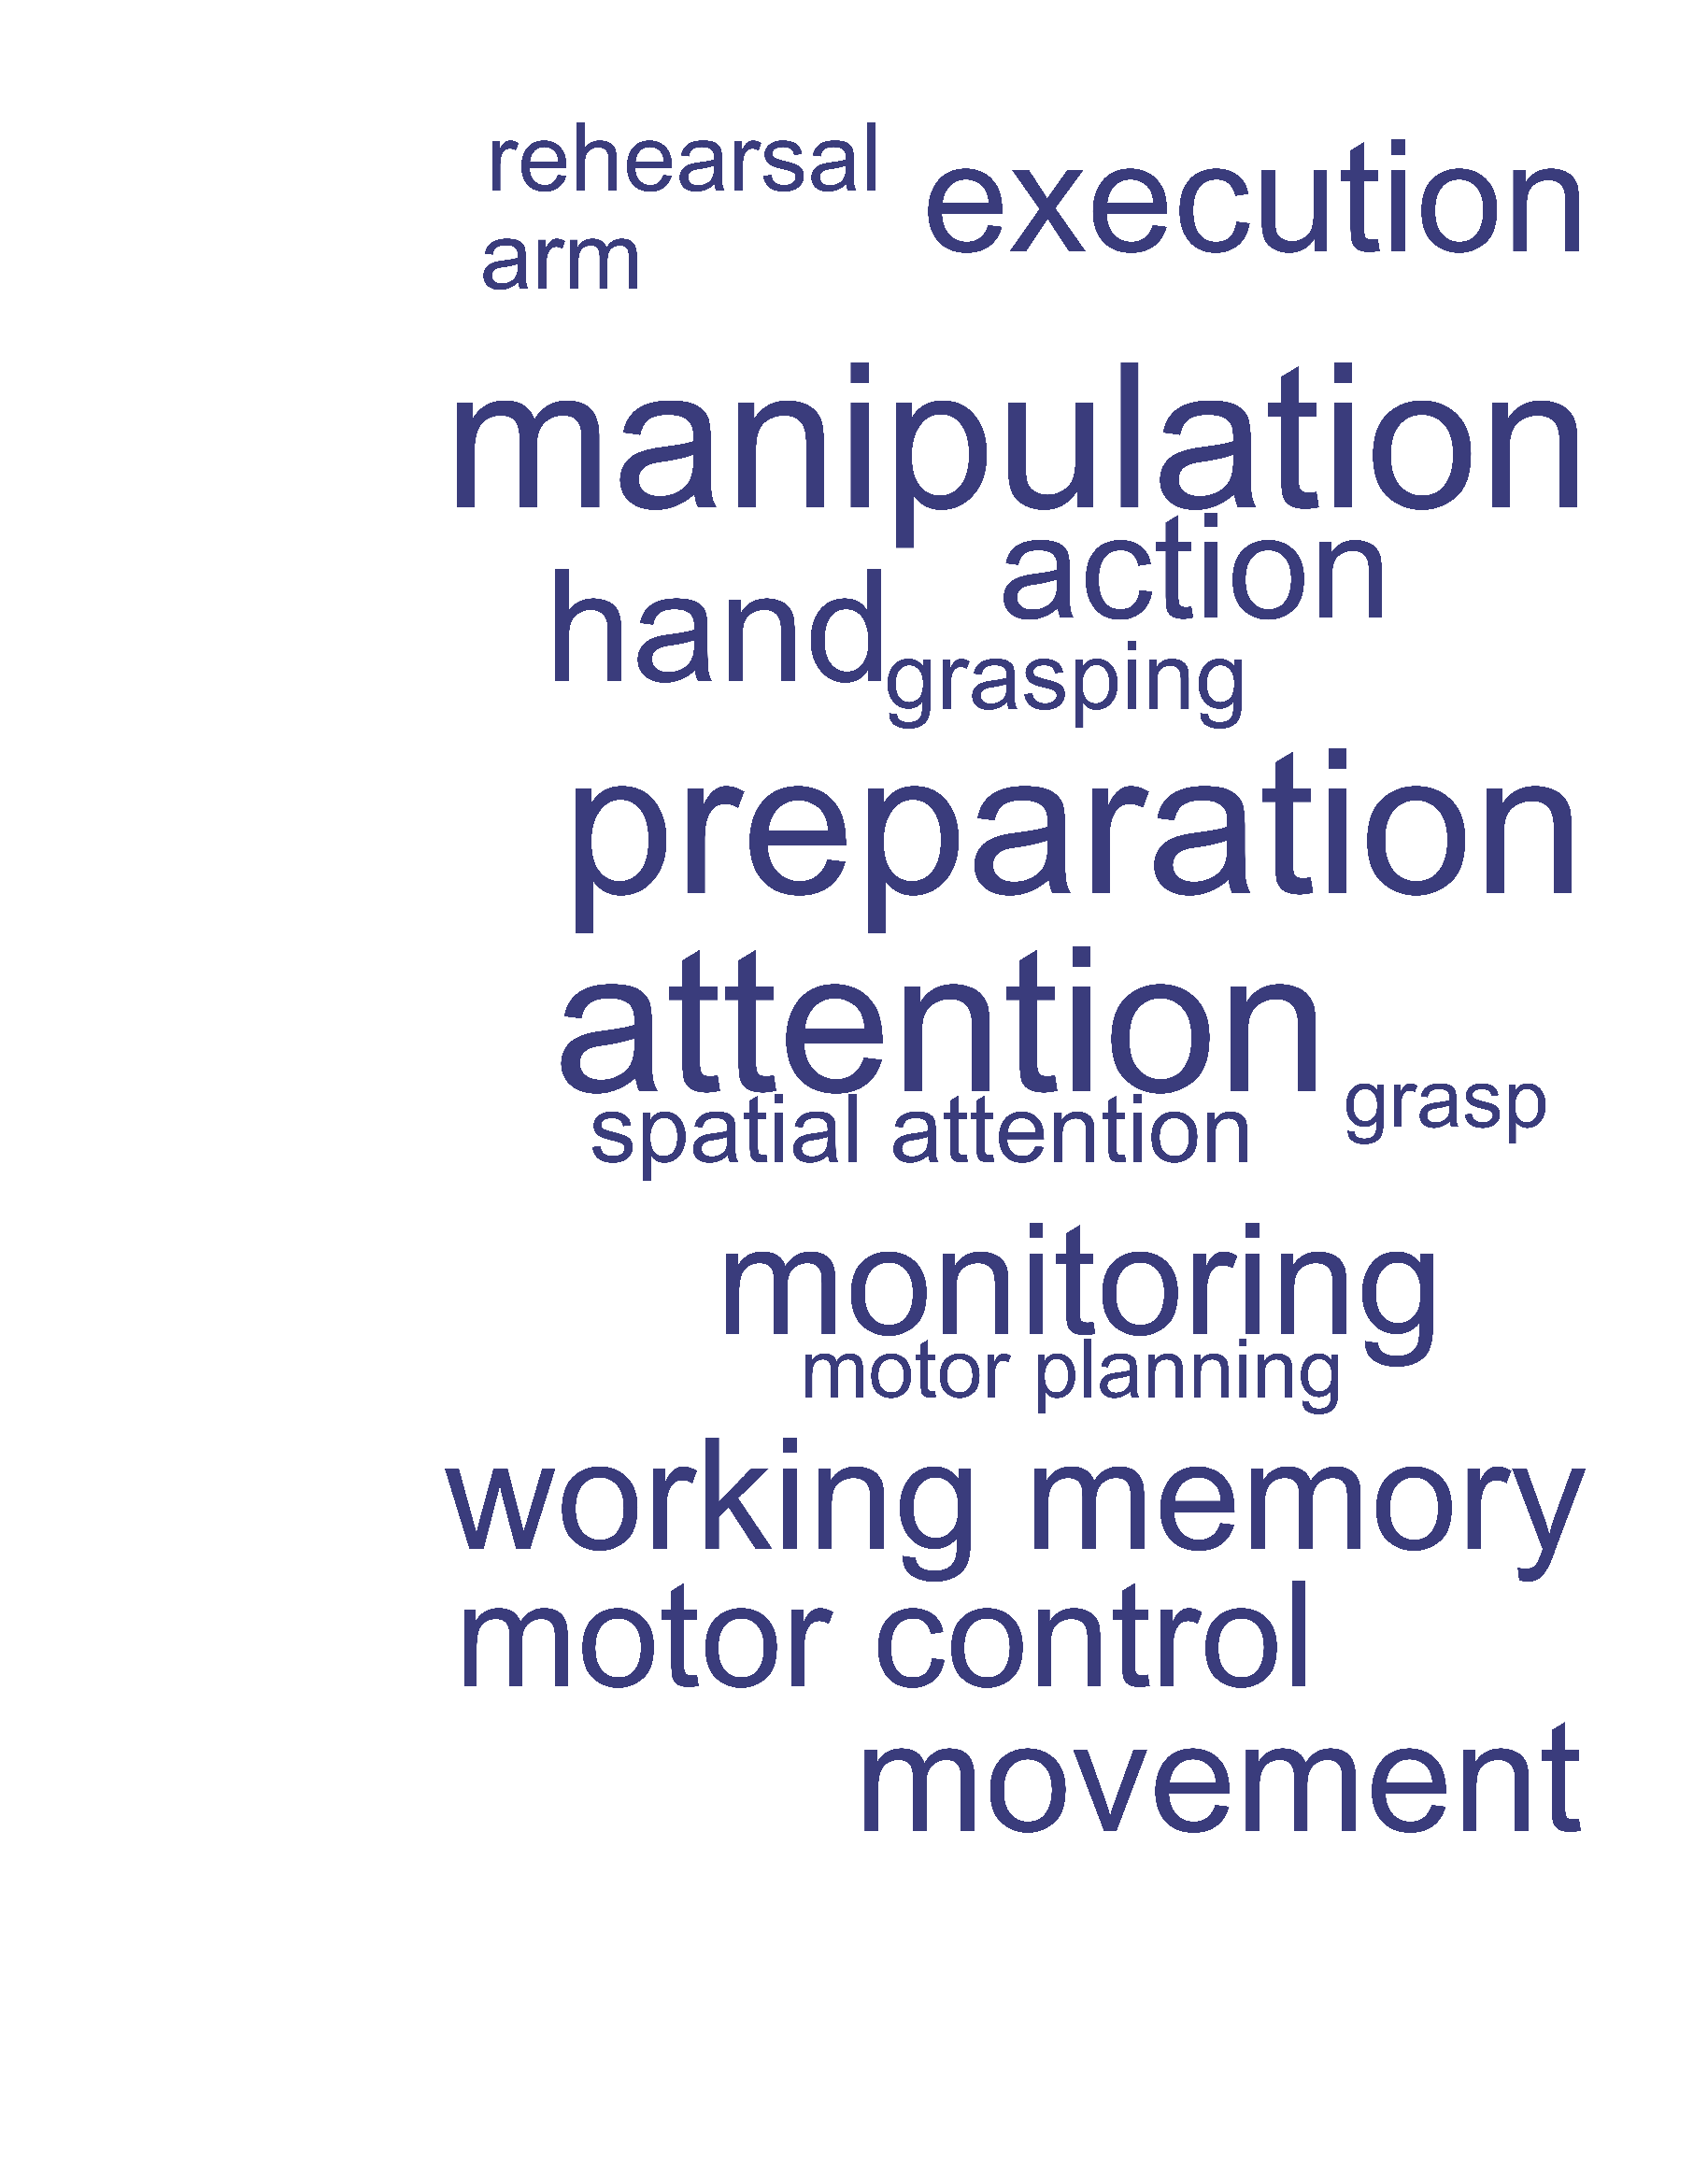 rehearsal execution
arm
manipulation
action
hand
grasping
preparation
attention
grasp
spatial attention
monitoring
motor planning
working memory
motor control
movement